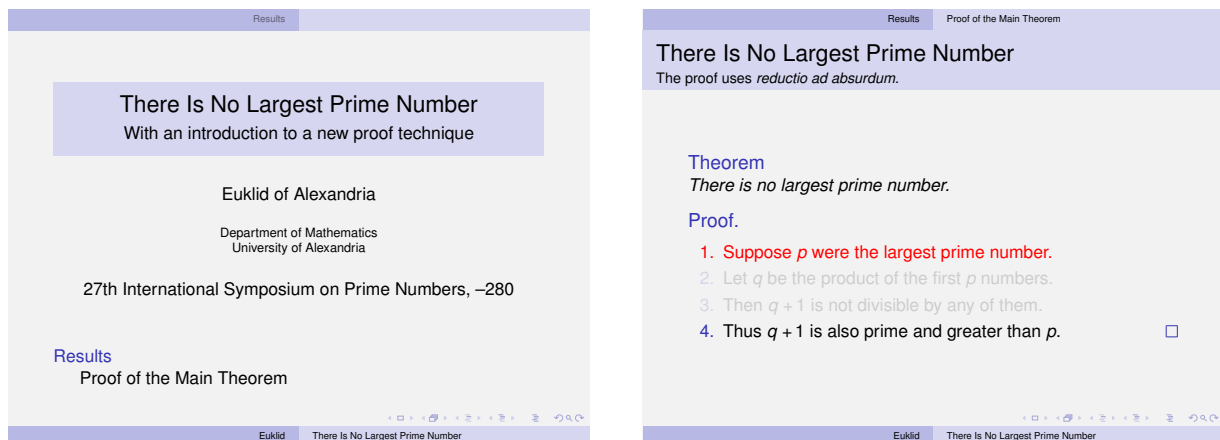 Results
There Is No Largest Prime Number
With an introduction to a new proof technique
Euklid of Alexandria
Department of Mathematics
University of Alexandria
27th International Symposium on Prime Numbers, –280
Results
Proof of the Main Theorem
Euklid There Is No Largest Prime Number
Results Proof of the Main Theorem
There Is No Largest Prime Number
The proof uses reductio ad absurdum.
Theorem
There is no largest prime number.
Proof.
1. Suppose p were the largest prime number.
2. Let q be the product of the first p numbers.
3. Then q + 1 is not divisible by any of them.
4. Thus q + 1 is also prime and greater than p. □
Euklid There Is No Largest Prime Number